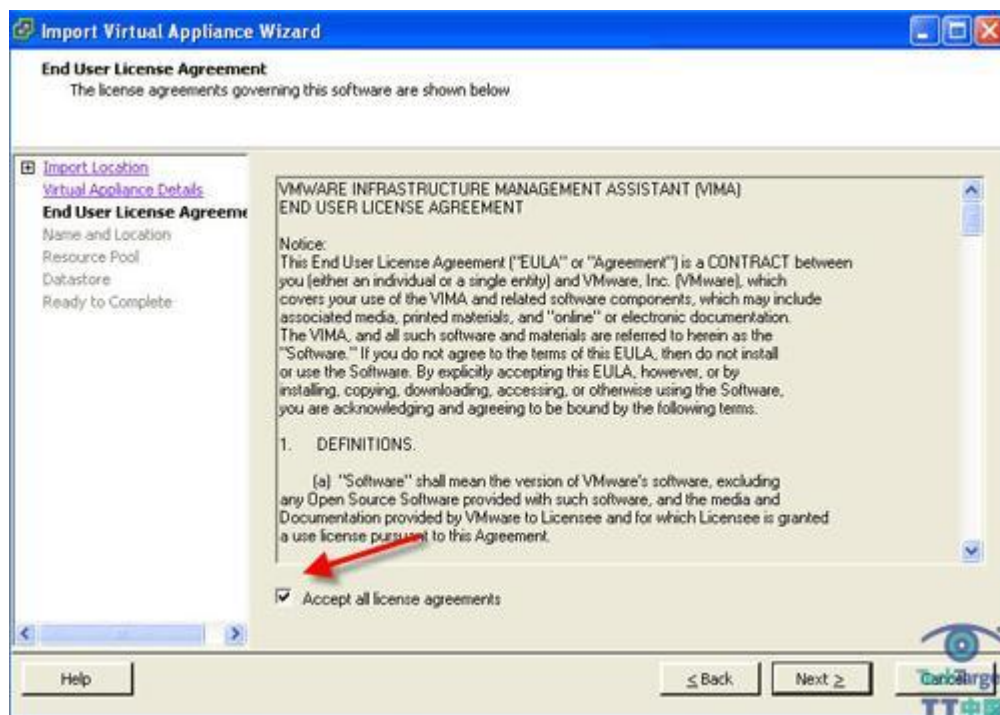 Import Virtual Appliance Wizard
End User License Agreement
The license agreements governing this software are shown below
Import Location
Virtual Appliance Details
End User License Agreeme
Name and Location
Resource Pool
Datastore
Ready to Complete
VMWARE INFRASTRUCTURE MANAGEMENT ASSISTANT (VIMA)
END USER LICENSE AGREEMENT
Notice:
This End User License Agreement ("EULA" or "Agreement") is a CONTRACT between
you (either an individual or a single entity) and VMware, Inc. (VMware), which
covers your use of the VIMA and related software components, which may include
associated media, printed materials, and "online" or electronic documentation.
The VIMA, and all such software and materials are referred to herein as the
"Software." If you do not agree to the terms of this EULA, then do not install
or use the Software. By explicitly accepting this EULA, however, or by
installing, copying, downloading, accessing, or otherwise using the Software,
you are acknowledging and agreeing to be bound by the following terms.
1. DEFINITIONS.
(a) "Software" shall mean the version of VMware's software, excluding
any Open Source Software provided with such software, and the media and
Documentation provided by VMware to Licensee and for which Licensee is granted
a use license pursuant to this Agreement.
Accept all license agreements
Help
≤ Back
Next ≥
Cancel
TT中国